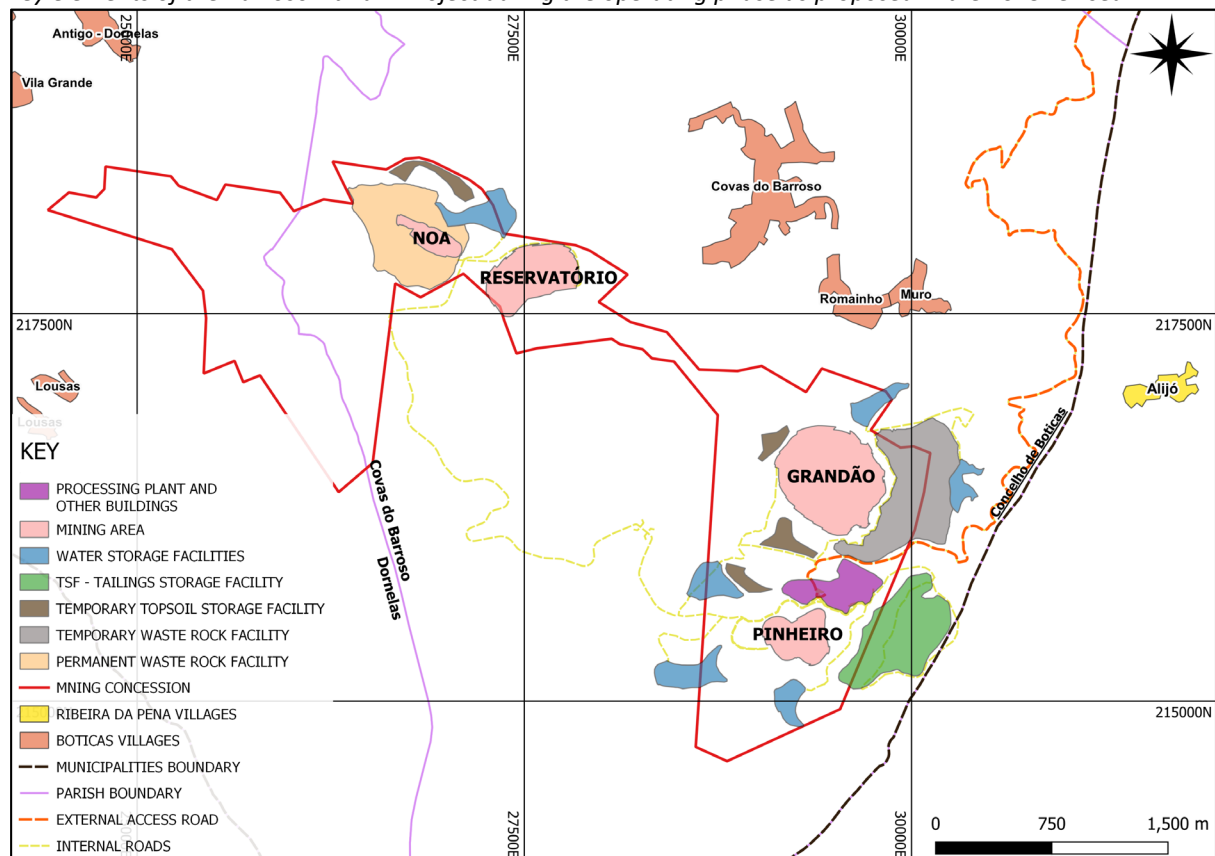 25000E
27500E
30000E
Antigo - Dornelas
Vila Grande
Covas do Barroso
NOA
RESERVATÓRIO
Romainho
Muro
217500N
217500N
Lousas
Lousas
Alijó
KEY
PROCESSING PLANT AND
OTHER BUILDINGS
MINING AREA
WATER STORAGE FACILITIES
TSF - TAILINGS STORAGE FACILITY
TEMPORARY TOPSOIL STORAGE FACILITY
TEMPORARY WASTE ROCK FACILITY
PERMANENT WASTE ROCK FACILITY
MNING CONCESSION
RIBEIRA DA PENA VILLAGES
BOTICAS VILLAGES
MUNICIPALITIES BOUNDARY
PARISH BOUNDARY
EXTERNAL ACCESS ROAD
INTERNAL ROADS
GRANDÃO
Concelho de Boticas
Covas do Barroso
Dornelas
PINHEIRO
215000N
215000N
25000E
27500E
30000E
0 750 1,500 m